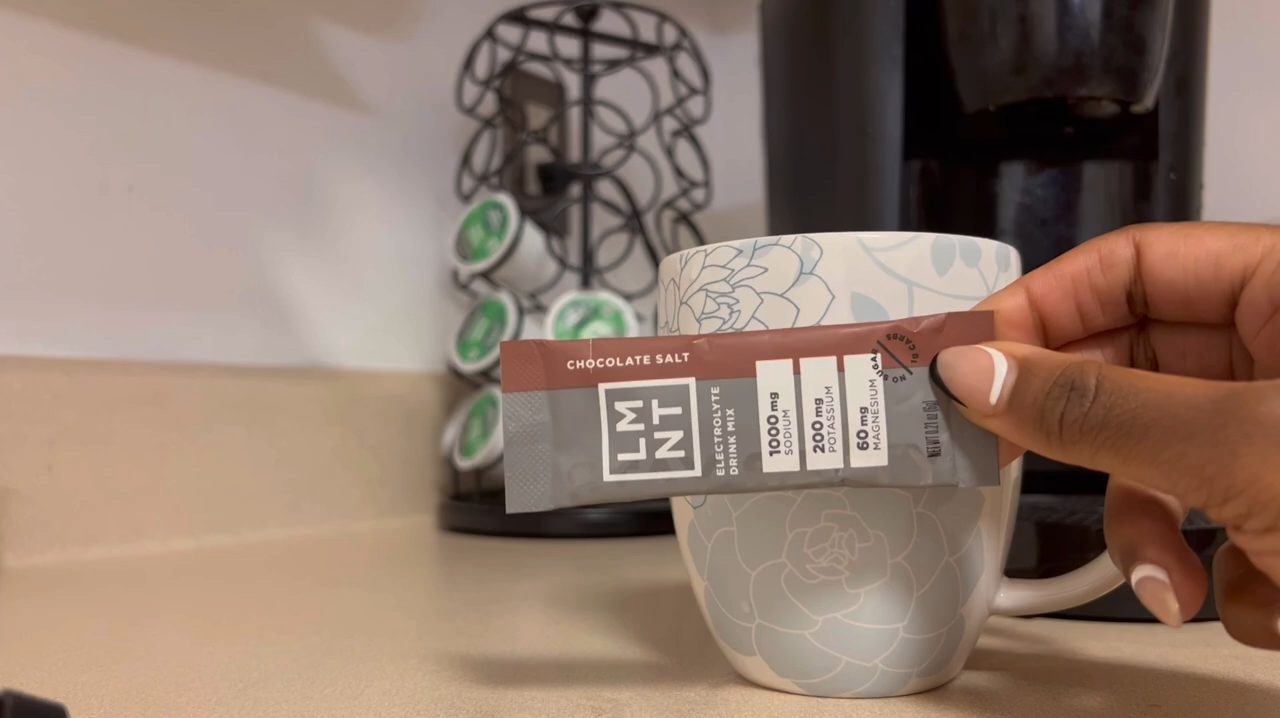 CHOCOLATE SALT
LM
NT
ELECTROLYTE
DRINK MIX
1000 mg
SODIUM
200 mg
POTASSIUM
60 mg
MAGNESIUM
NO SUGAR
1g CARBS
NET WT 0.21 oz (6g)